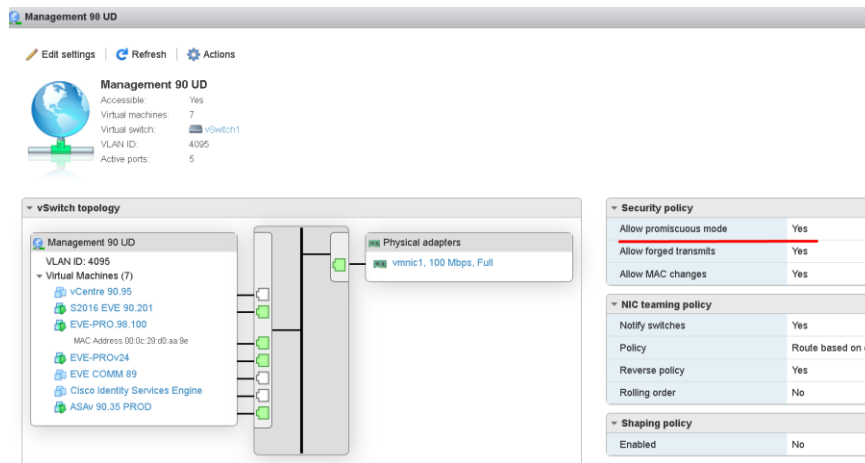 Management 90 UD
Edit settings Refresh Actions
Management 90 UD
Accessible: Yes
Virtual machines: 7
Virtual switch: vSwitch1
VLAN ID: 4095
Active ports: 5
vSwitch topology
Management 90 UD
VLAN ID: 4095
Virtual Machines (7)
vCentre 90.95
S2016 EVE 90.201
EVE-PRO.98.100
MAC Address 00:0c:29:d0:aa:9e
EVE-PROv24
EVE COMM 89
Cisco Identity Services Engine
ASAv 90.35 PROD
Physical adapters
vmnic1, 100 Mbps, Full
Security policy
Allow promiscuous mode Yes
Allow forged transmits Yes
Allow MAC changes Yes
NIC teaming policy
Notify switches Yes
Policy Route based on
Reverse policy Yes
Rolling order No
Shaping policy
Enabled No